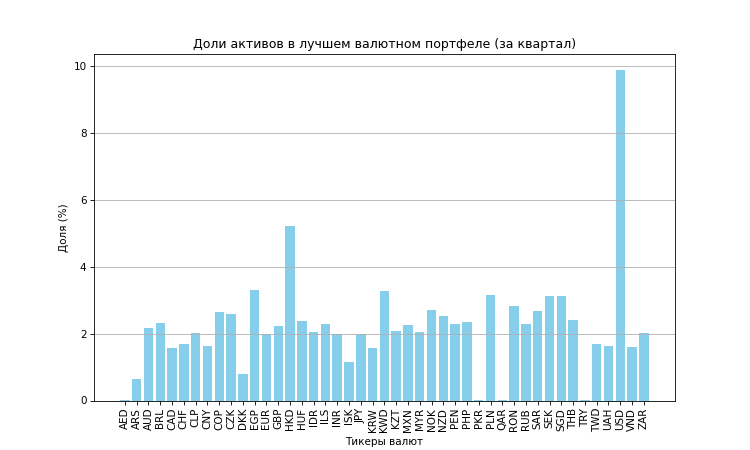 Доли активов в лучшем валютном портфеле (за квартал)
10
8
6
4
2
0
Доля (%)
AED
ARS
AUD
BRL
CAD
CHF
CLP
CNY
COP
CZK
DKK
EGP
EUR
GBP
HKD
HUF
IDR
ILS
INR
ISK
JPY
KRW
KWD
KZT
MXN
MYR
NOK
NZD
PEN
PHP
PKR
PLN
QAR
RON
RUB
SAR
SEK
SGD
THB
TRY
TWD
UAH
USD
VND
ZAR
Тикеры валют